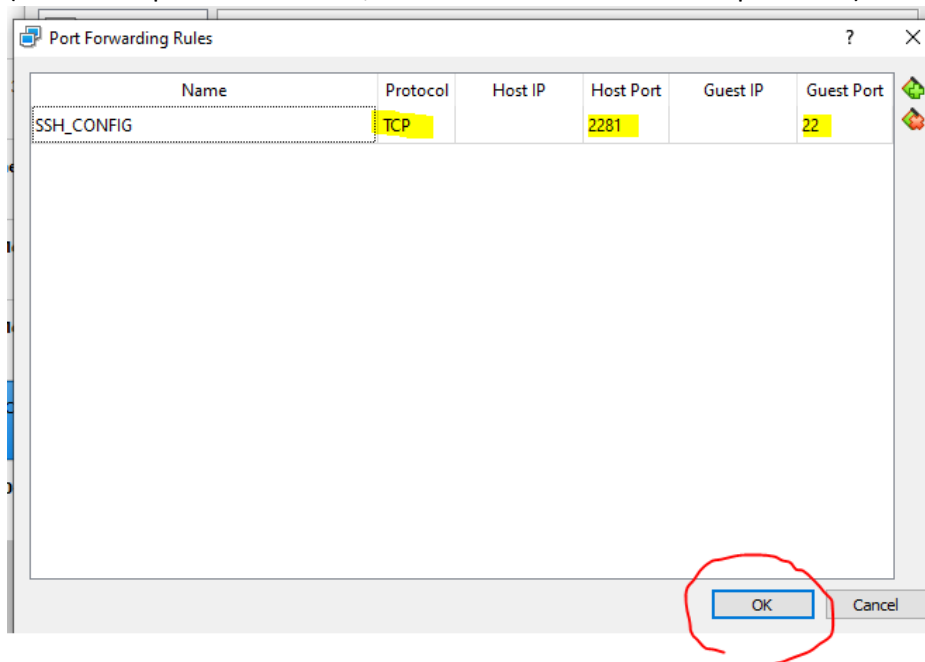 Port Forwarding Rules ?
Name Protocol Host IP Host Port Guest IP Guest Port
SSH_CONFIG TCP 2281 22
OK Cancel